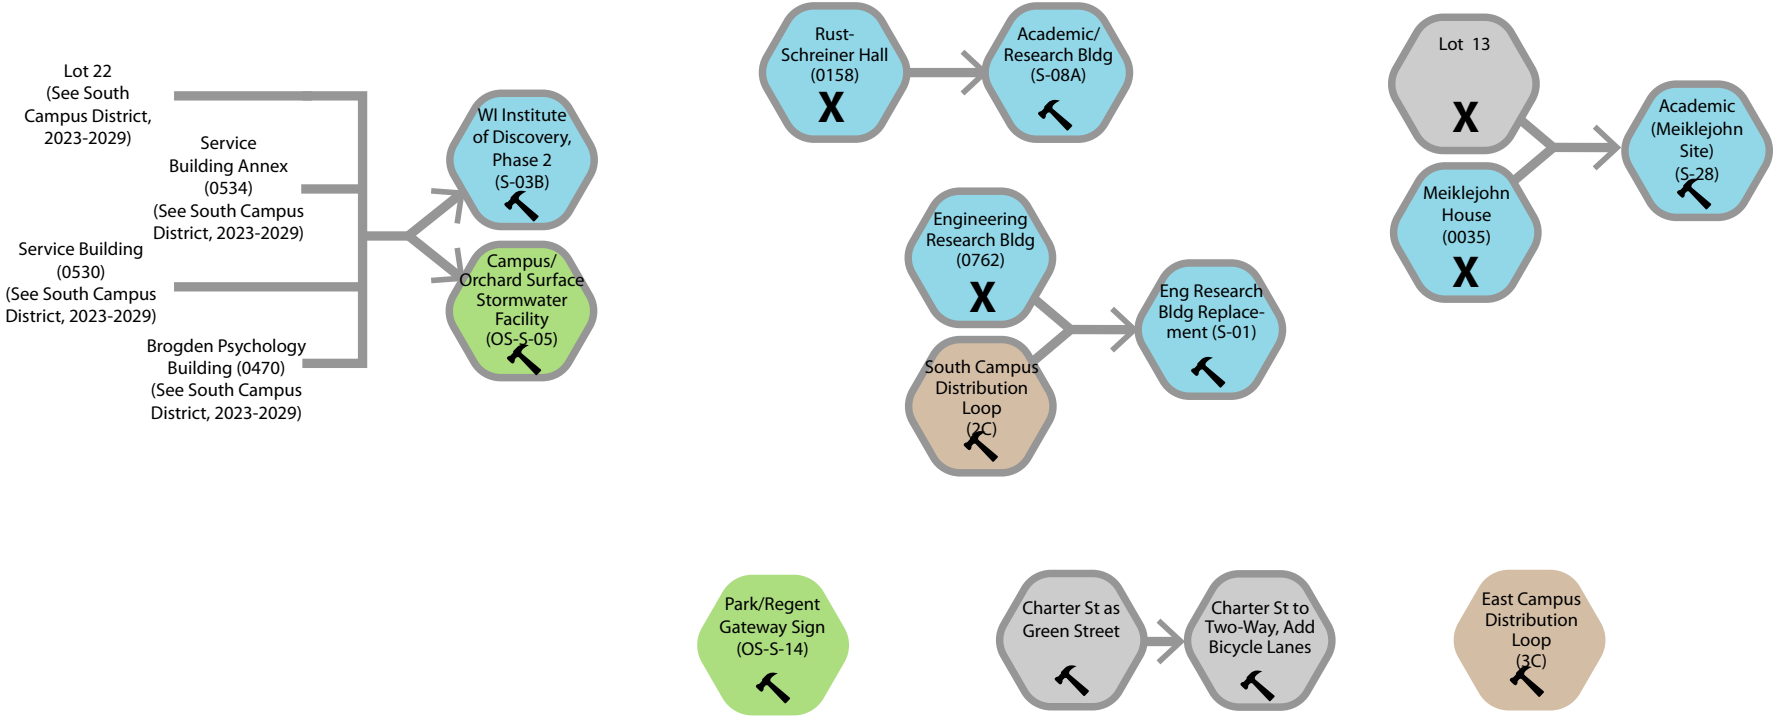 Lot 22
(See South
Campus District,
2023-2029)
Service
Building Annex
(0534)
(See South Campus
District, 2023-2029)
Service Building
(0530)
(See South Campus
District, 2023-2029)
Brogden Psychology
Building (0470)
(See South Campus
District, 2023-2029)
WI Institute
of Discovery,
Phase 2
(S-03B)
Campus/
Orchard Surface
Stormwater
Facility
(OS-S-05)
Rust-
Schreiner Hall
(0158)
X
Academic/
Research Bldg
(S-08A)
Engineering
Research Bldg
(0762)
X
South Campus
Distribution
Loop
(2C)
Eng Research
Bldg Replace-
ment (S-01)
Lot 13
X
Meiklejohn
House
(0035)
X
Academic
(Meiklejohn
Site)
(S-28)
Park/Regent
Gateway Sign
(OS-S-14)
Charter St as
Green Street
Charter St to
Two-Way, Add
Bicycle Lanes
East Campus
Distribution
Loop
(3C)